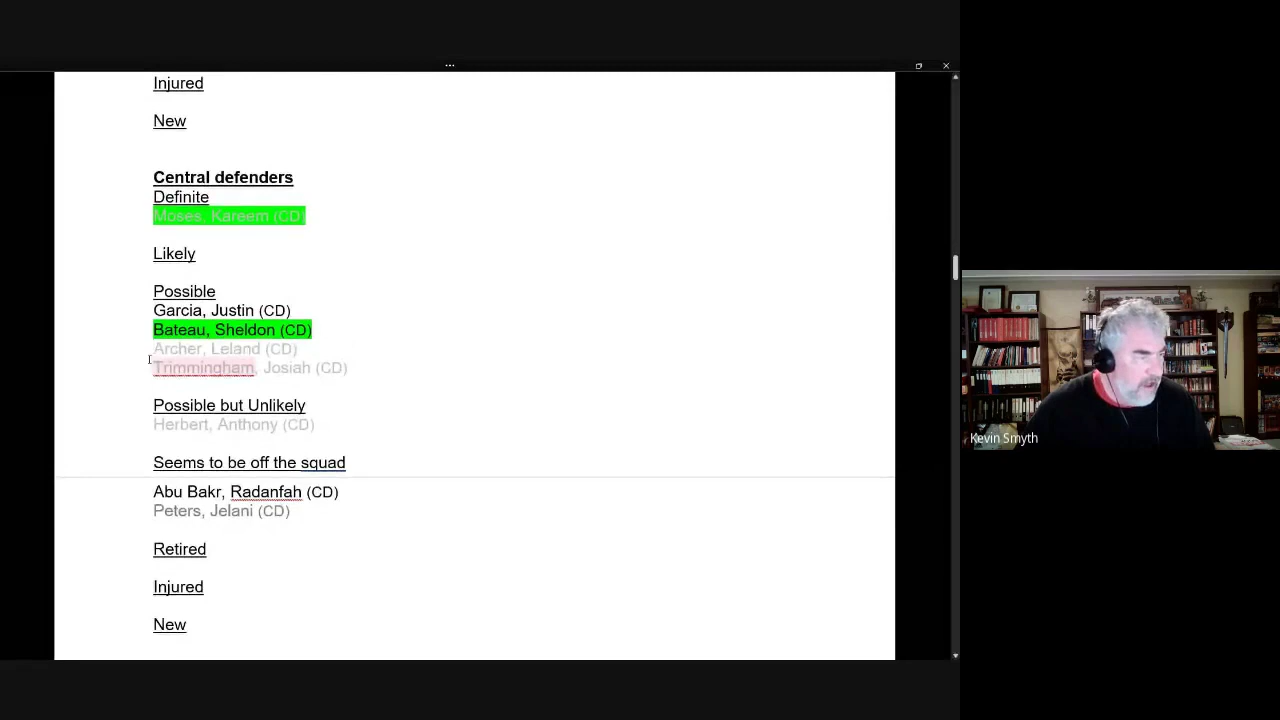 Injured
New
Central defenders
Definite
Moses, Kareem (CD)
Likely
Possible
Garcia, Justin (CD)
Bateau, Sheldon (CD)
Archer, Leland (CD)
Trimmingham, Josiah (CD)
Possible but Unlikely
Herbert, Anthony (CD)
Seems to be off the squad
Abu Bakr, Radanfah (CD)
Peters, Jelani (CD)
Retired
Injured
New
Kevin Smyth